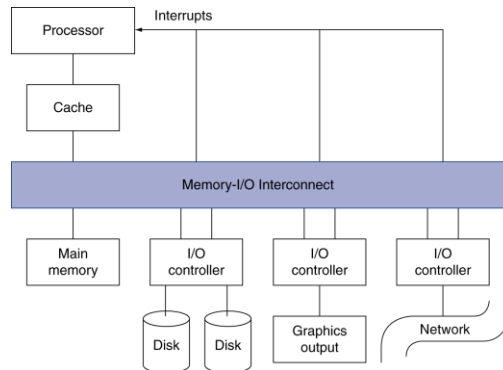 Interrupts
Processor
Cache
Memory-I/O Interconnect
Main
memory
I/O
controller
I/O
controller
I/O
controller
Disk
Disk
Graphics
output
Network